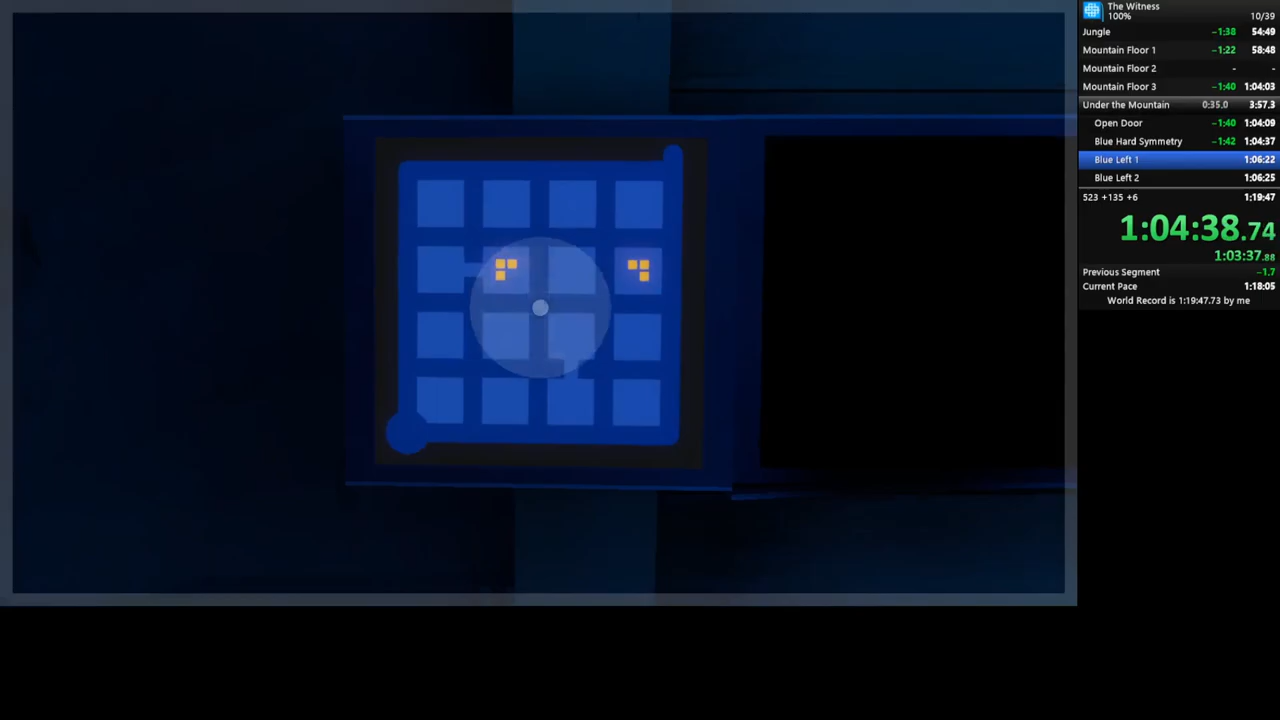 The Witness
100% 10/39
Jungle -1:38 54:49
Mountain Floor 1 -1:22 58:48
Mountain Floor 2 - -
Mountain Floor 3 -1:40 1:04:03
Under the Mountain 0:35.0 3:57.3
Open Door -1:40 1:04:09
Blue Hard Symmetry -1:42 1:04:37
Blue Left 1 1:06:22
Blue Left 2 1:06:25
523 +135 +6 1:19:47
1:04:38.74
1:03:37.88
Previous Segment -1.7
Current Pace 1:18:05
World Record is 1:19:47.73 by me